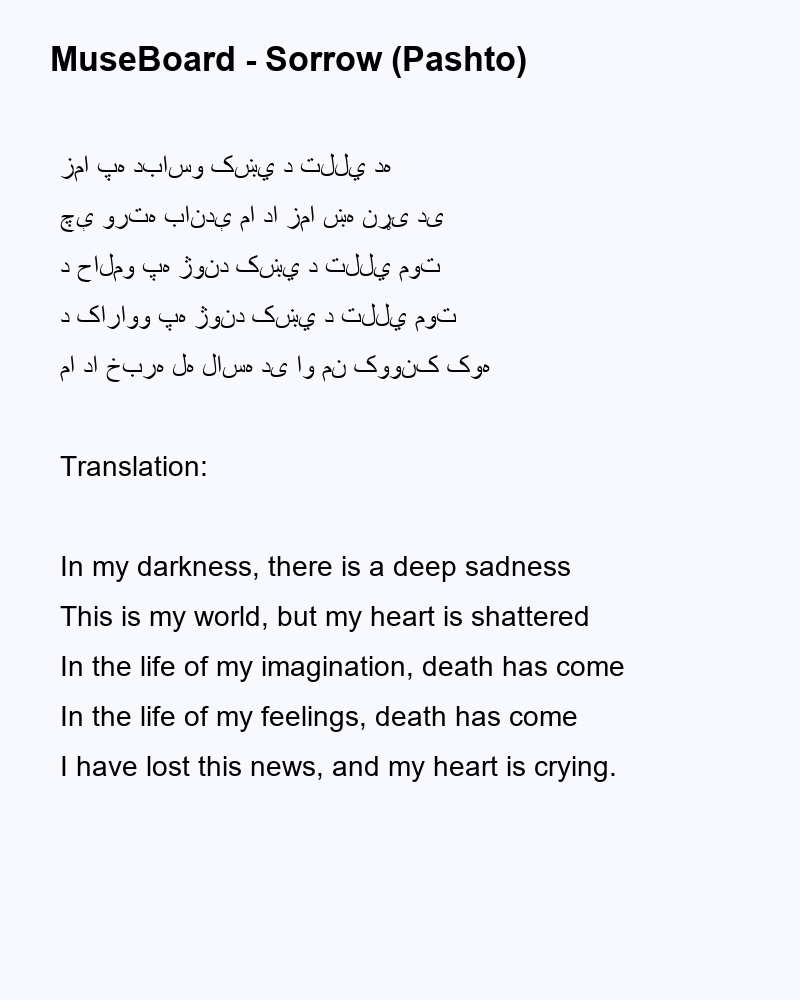 MuseBoard - Sorrow (Pashto)
زما په دباسو کښي د تللي ده
چې ورته باندې ما دا زما ښه نړی دی
د حالمو په ژوند کښي د تللي موت
د کاراوو په ژوند کښي د تللي موت
ما دا خبره له لاسه دی او من کوونک کوه
Translation:
In my darkness, there is a deep sadness
This is my world, but my heart is shattered
In the life of my imagination, death has come
In the life of my feelings, death has come
I have lost this news, and my heart is crying.